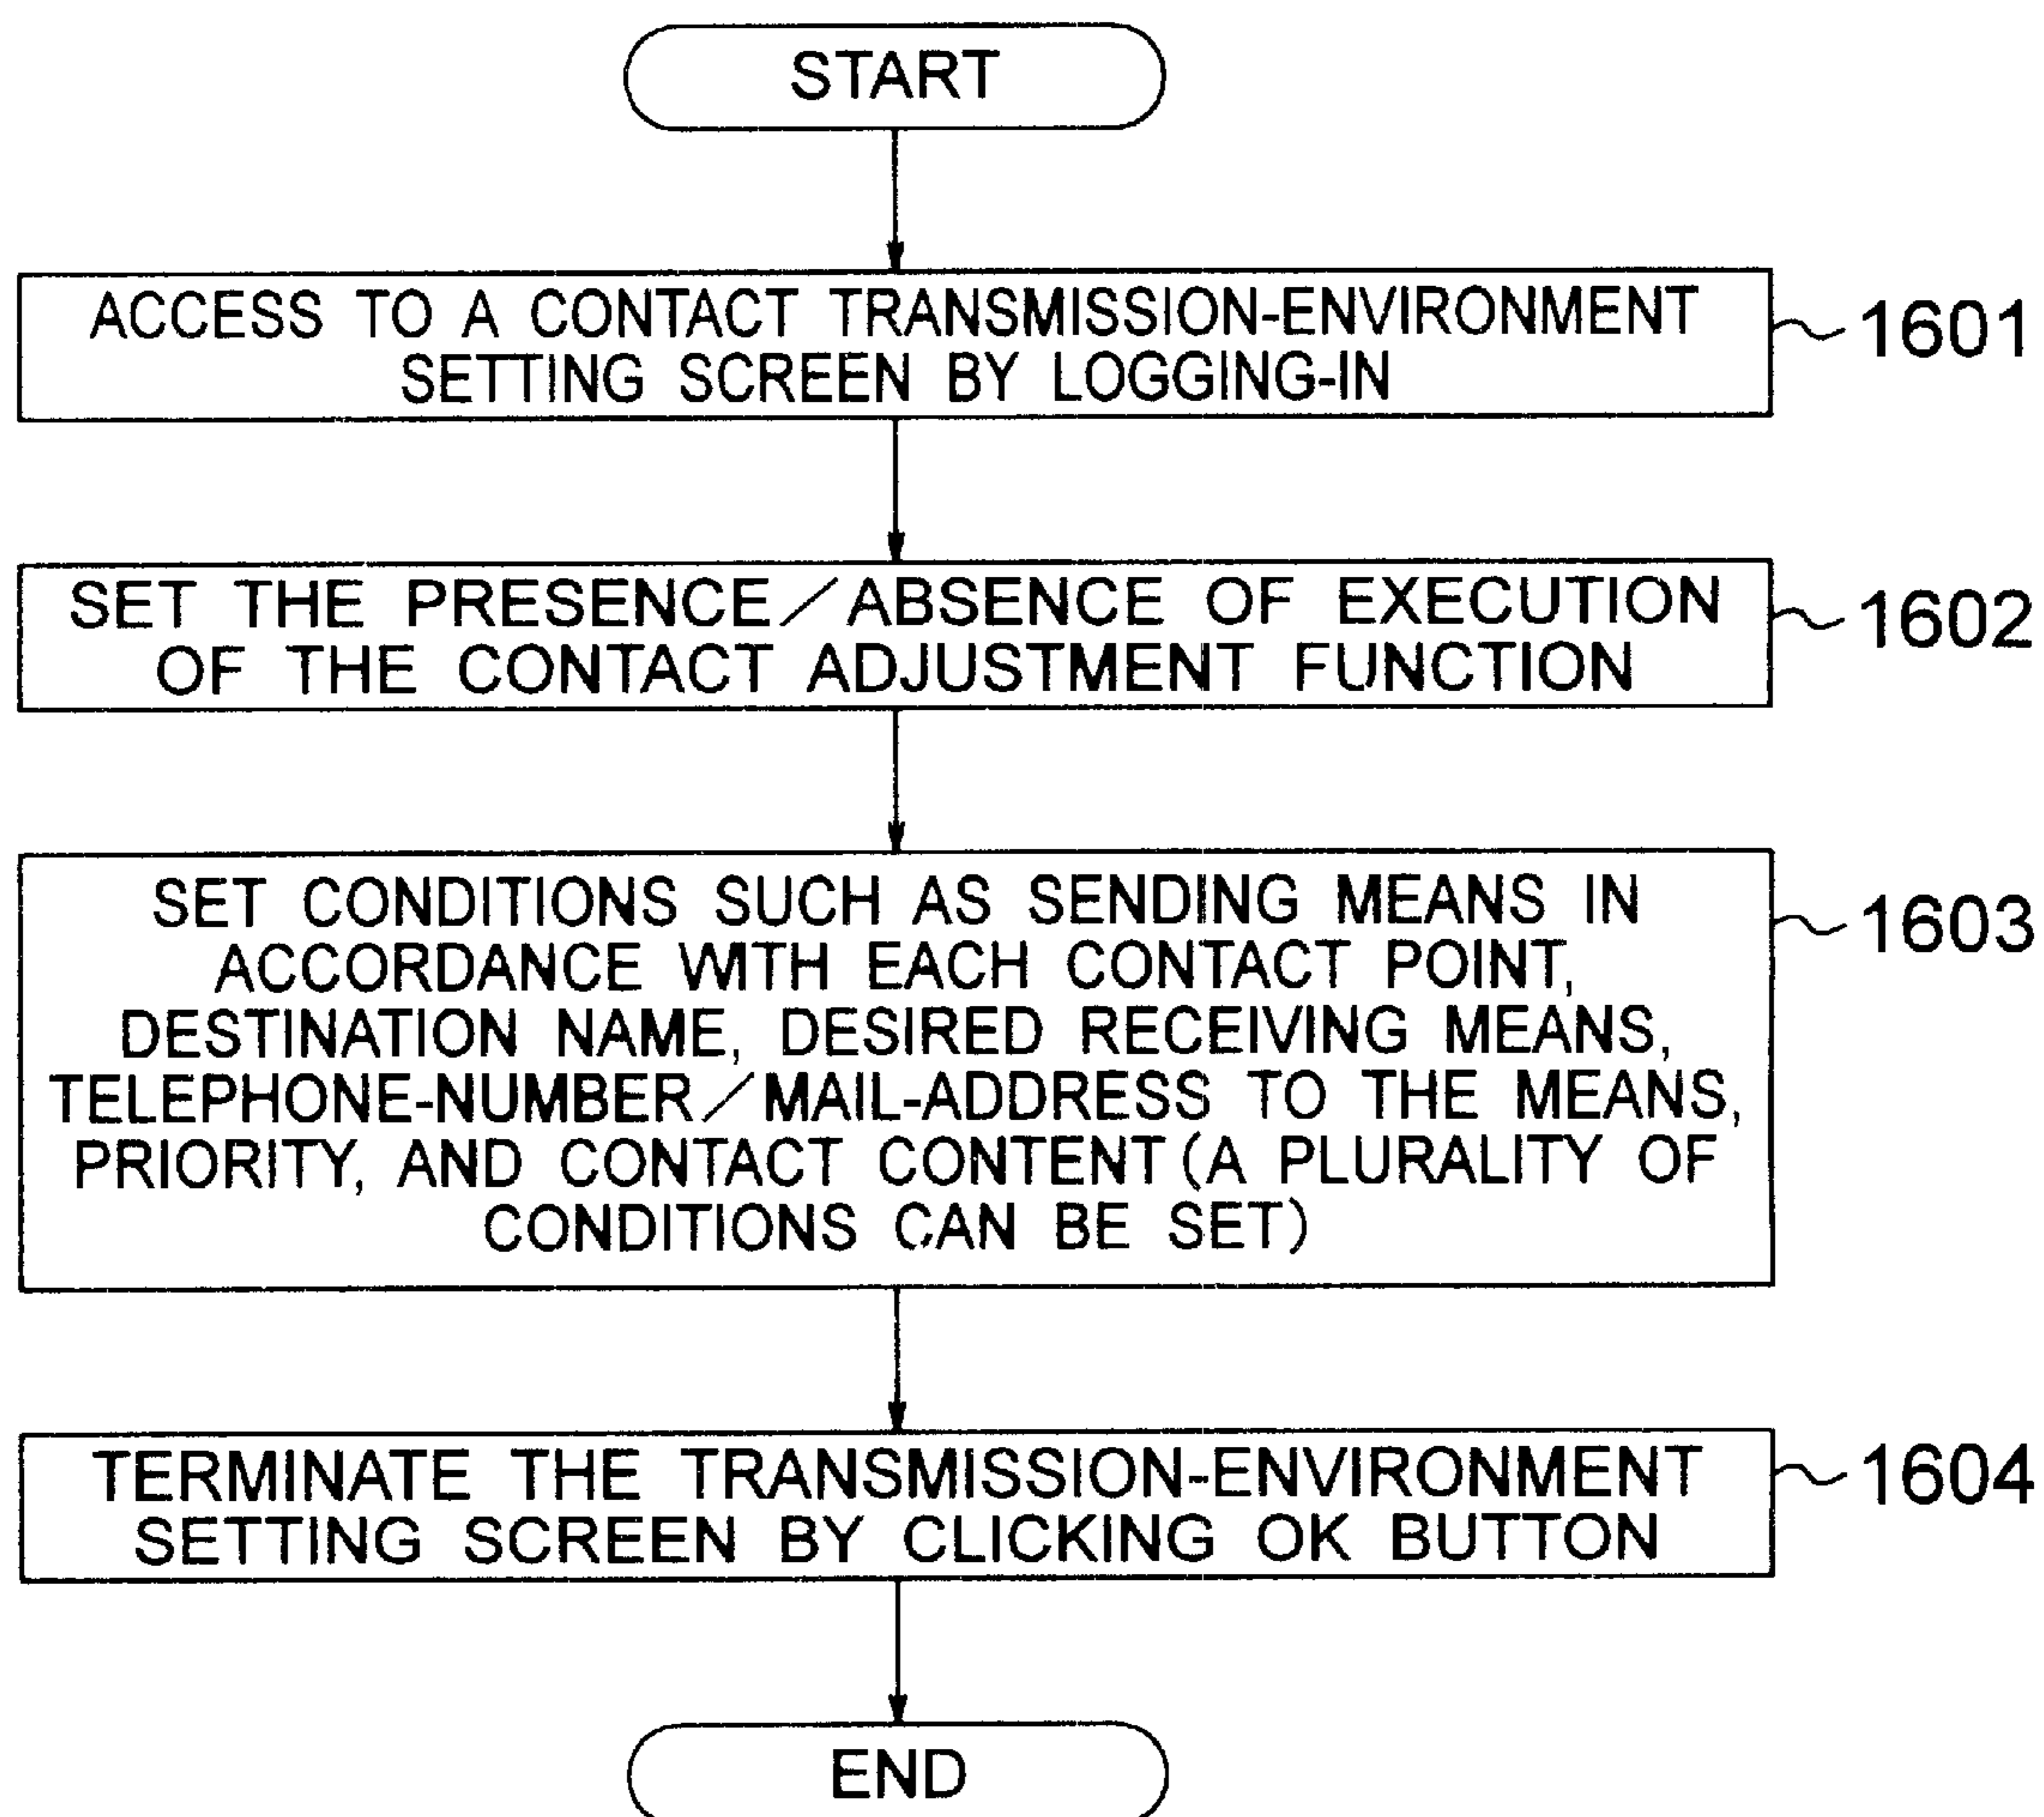 START
ACCESS TO A CONTACT TRANSMISSION-ENVIRONMENT
SETTING SCREEN BY LOGGING-IN
1601
SET THE PRESENCE/ABSENCE OF EXECUTION
OF THE CONTACT ADJUSTMENT FUNCTION
1602
SET CONDITIONS SUCH AS SENDING MEANS IN
ACCORDANCE WITH EACH CONTACT POINT,
DESTINATION NAME, DESIRED RECEIVING MEANS,
TELEPHONE-NUMBER/MAIL-ADDRESS TO THE MEANS,
PRIORITY, AND CONTACT CONTENT(A PLURALITY OF
CONDITIONS CAN BE SET)
1603
TERMINATE THE TRANSMISSION-ENVIRONMENT
SETTING SCREEN BY CLICKING OK BUTTON
1604
END